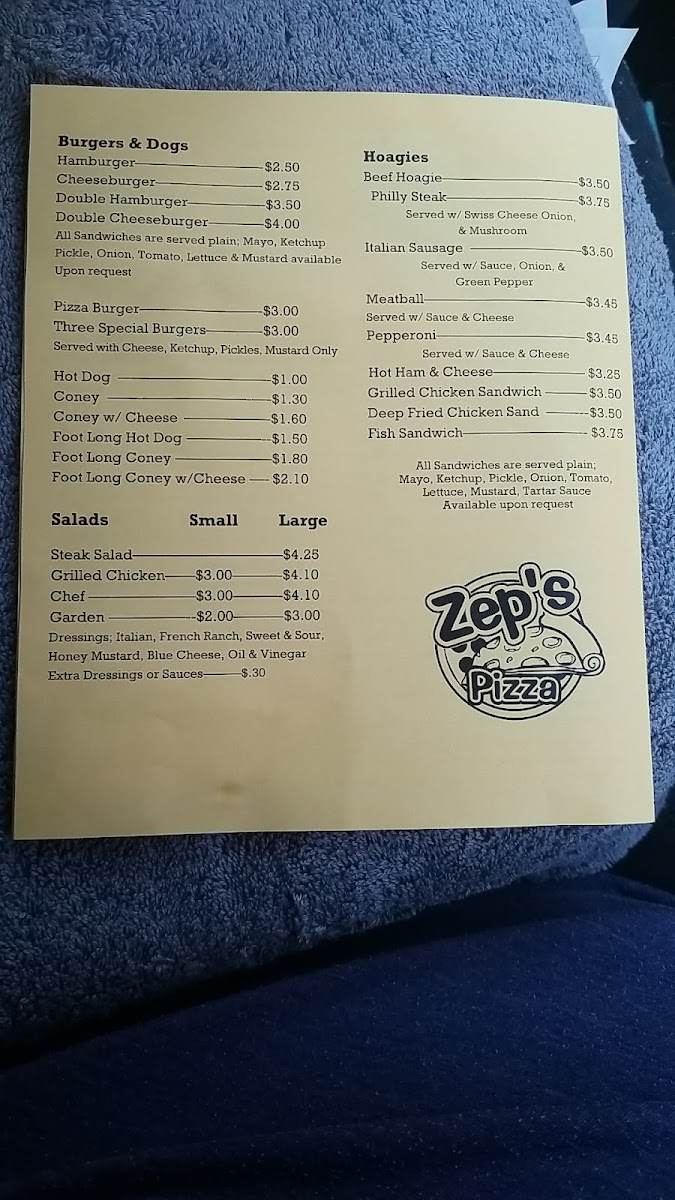 Burgers & Dogs
Hamburger $2.50
Cheeseburger $2.75
Double Hamburger $3.50
Double Cheeseburger $4.00
All Sandwiches are served plain; Mayo, Ketchup
Pickle, Onion, Tomato, Lettuce & Mustard available
Upon request
Pizza Burger $3.00
Three Special Burgers $3.00
Served with Cheese, Ketchup, Pickles, Mustard Only
Hot Dog $1.00
Coney $1.30
Coney w/ Cheese $1.60
Foot Long Hot Dog $1.50
Foot Long Coney $1.80
Foot Long Coney w/Cheese $2.10
Salads Small Large
Steak Salad $4.25
Grilled Chicken $3.00 $4.10
Chef $3.00 $4.10
Garden $2.00 $3.00
Dressings; Italian, French Ranch, Sweet & Sour,
Honey Mustard, Blue Cheese, Oil & Vinegar
Extra Dressings or Sauces $.30
Hoagies
Beef Hoagie $3.50
Philly Steak $3.75
Served w/ Swiss Cheese Onion,
& Mushroom
Italian Sausage $3.50
Served w/ Sauce, Onion, &
Green Pepper
Meatball $3.45
Served w/ Sauce & Cheese
Pepperoni $3.45
Served w/ Sauce & Cheese
Hot Ham & Cheese $3.25
Grilled Chicken Sandwich $3.50
Deep Fried Chicken Sand $3.50
Fish Sandwich $3.75
All Sandwiches are served plain;
Mayo, Ketchup, Pickle, Onion, Tomato,
Lettuce, Mustard, Tartar Sauce
Available upon request
Zep's
Pizza